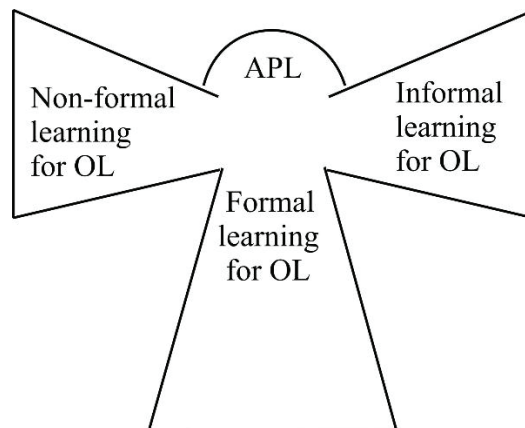 APL
Non-formal
learning
for OL
Informal
learning
for OL
Formal
learning
for OL